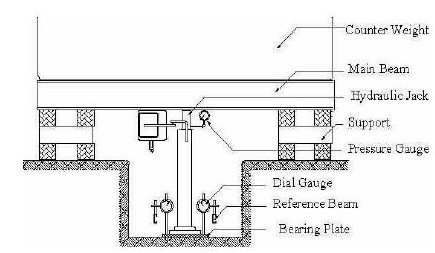 Counter Weight
Main Beam
Hydraulic Jack
Support
Pressure Gauge
Dial Gauge
Reference Beam
Bearing Plate